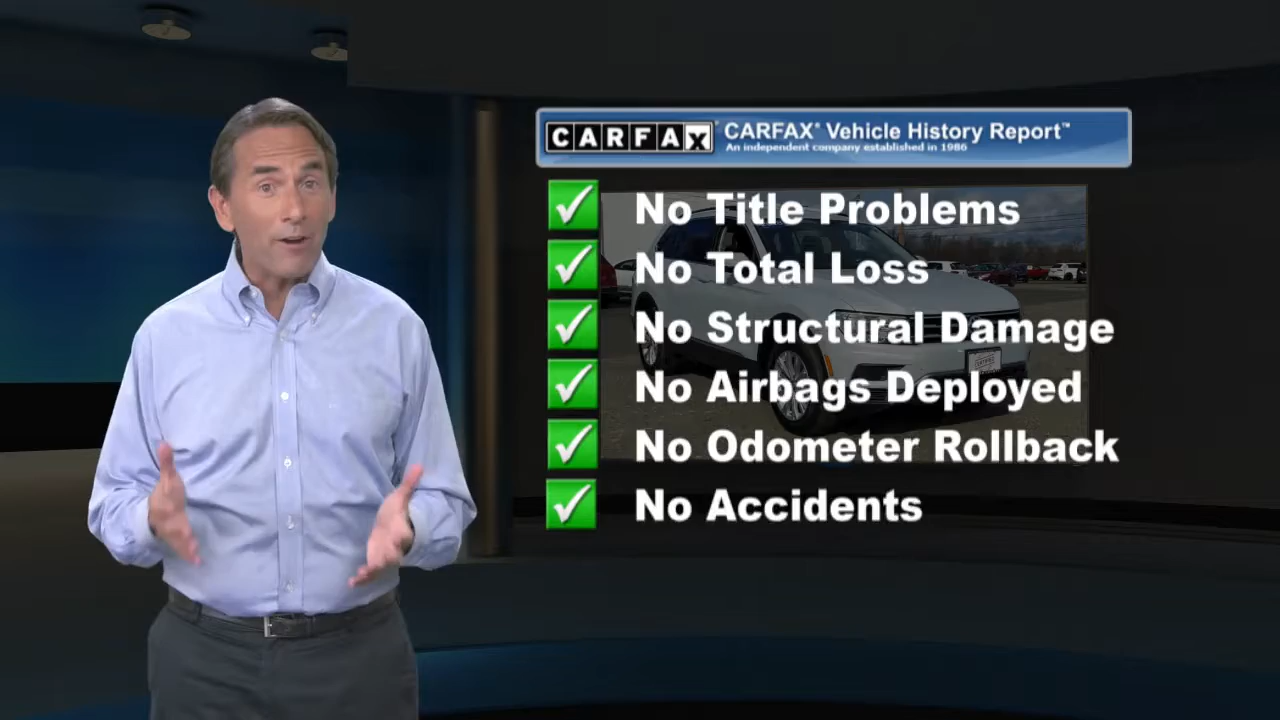 CARFAX® CARFAX® Vehicle History Report™
An independent company established in 1986
No Title Problems
No Total Loss
No Structural Damage
No Airbags Deployed
No Odometer Rollback
No Accidents